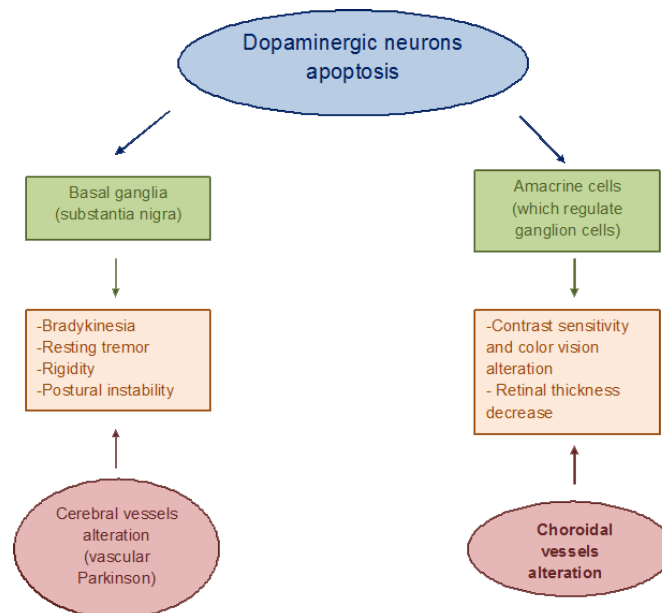 Dopaminergic neurons
apoptosis
Basal ganglia
(substantia nigra)
Amacrine cells
(which regulate
ganglion cells)
-Bradykinesia
-Resting tremor
-Rigidity
-Postural instability
-Contrast sensitivity
and color vision
alteration
- Retinal thickness
decrease
Cerebral vessels
alteration
(vascular
Parkinson)
Choroidal
vessels
alteration